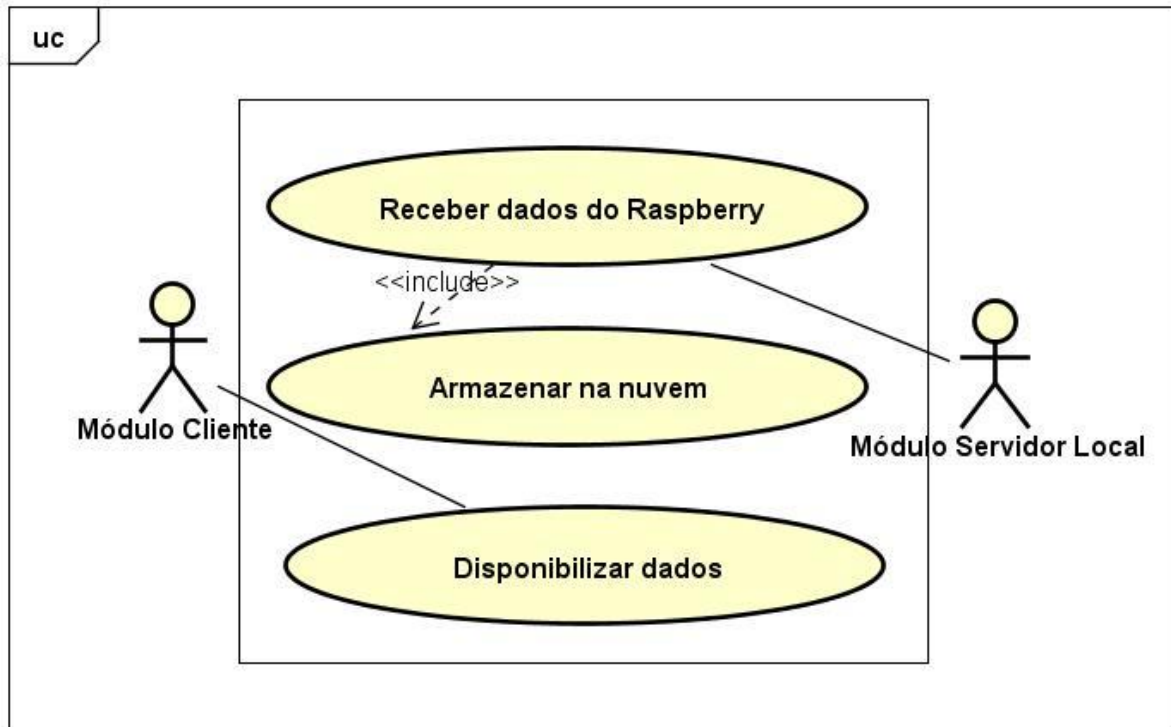 uc
Receber dados do Raspberry
<<include>>
Armazenar na nuvem
Módulo Cliente
Módulo Servidor Local
Disponibilizar dados